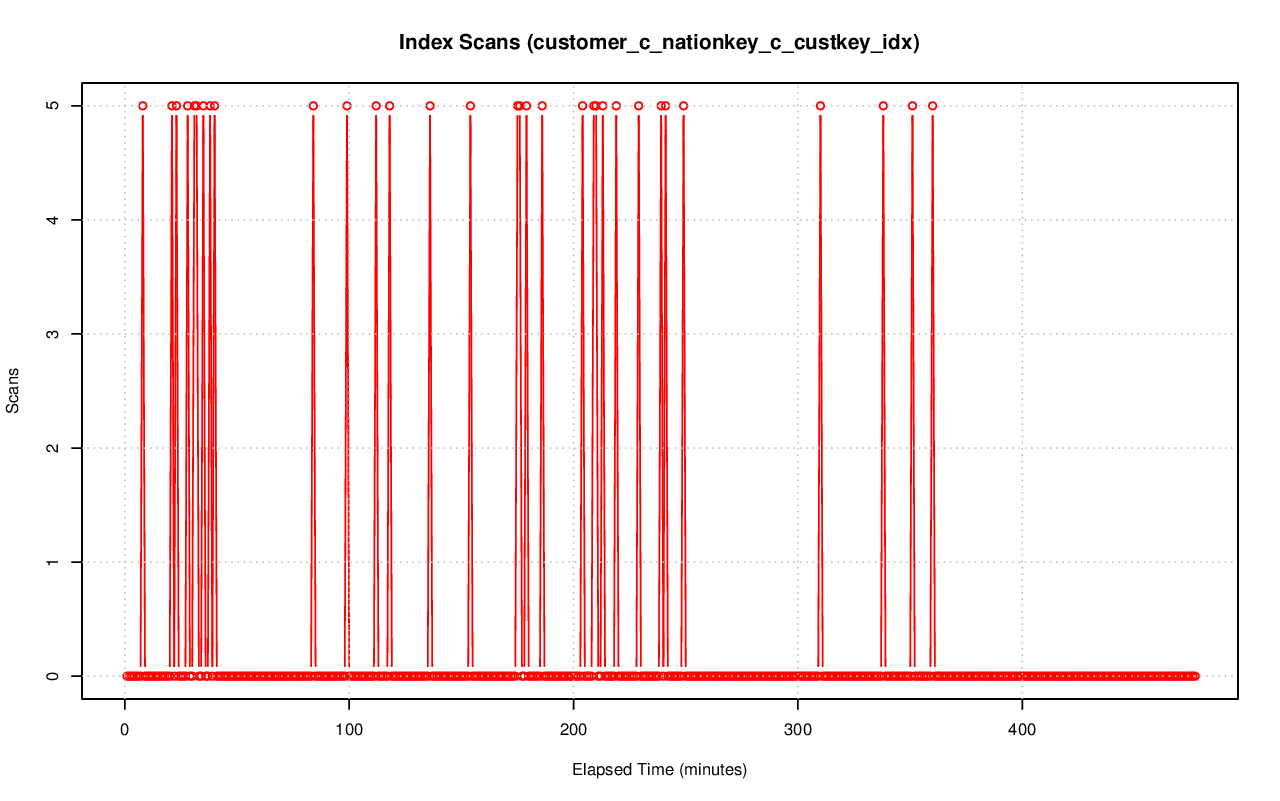 Index Scans (customer_c_nationkey_c_custkey_idx)
5
4
3
2
1
0
Scans
0 100 200 300 400
Elapsed Time (minutes)